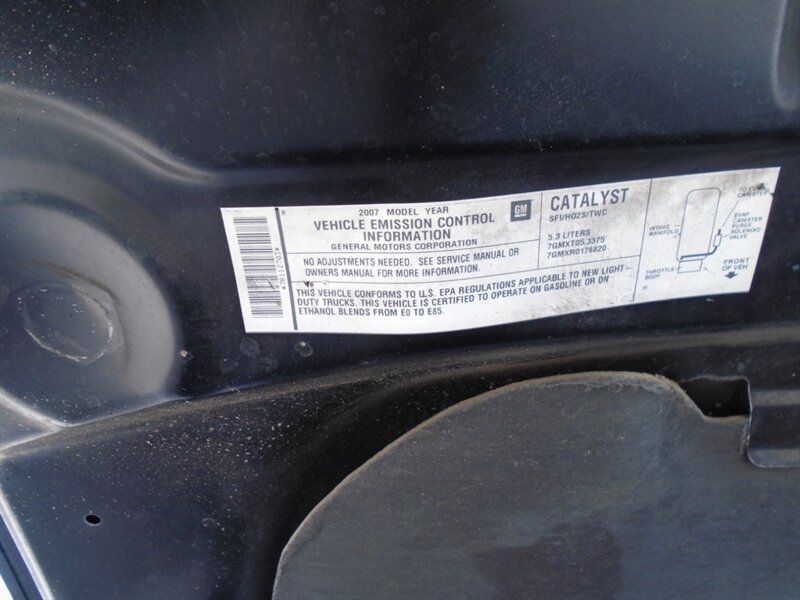 2007 MODEL YEAR
VEHICLE EMISSION CONTROL
INFORMATION
GENERAL MOTORS CORPORATION
GM
NO ADJUSTMENTS NEEDED. SEE SERVICE MANUAL OR
OWNERS MANUAL FOR MORE INFORMATION.
THIS VEHICLE CONFORMS TO U.S. EPA REGULATIONS APPLICABLE TO NEW LIGHT
DUTY TRUCKS. THIS VEHICLE IS CERTIFIED TO OPERATE ON GASOLINE OR ON
ETHANOL BLENDS FROM E0 TO E85.
CATALYST
SFI/HO2S/TWC
5.3 LITERS
7GMXT05.3375
7GMXR0176820
INTAKE
MANIFOLD
THROTTLE
BODY
TO EVAP
CANISTER
EVAP
CANISTER
PURGE
SOLENOID
VALVE
FRONT
OF VEH